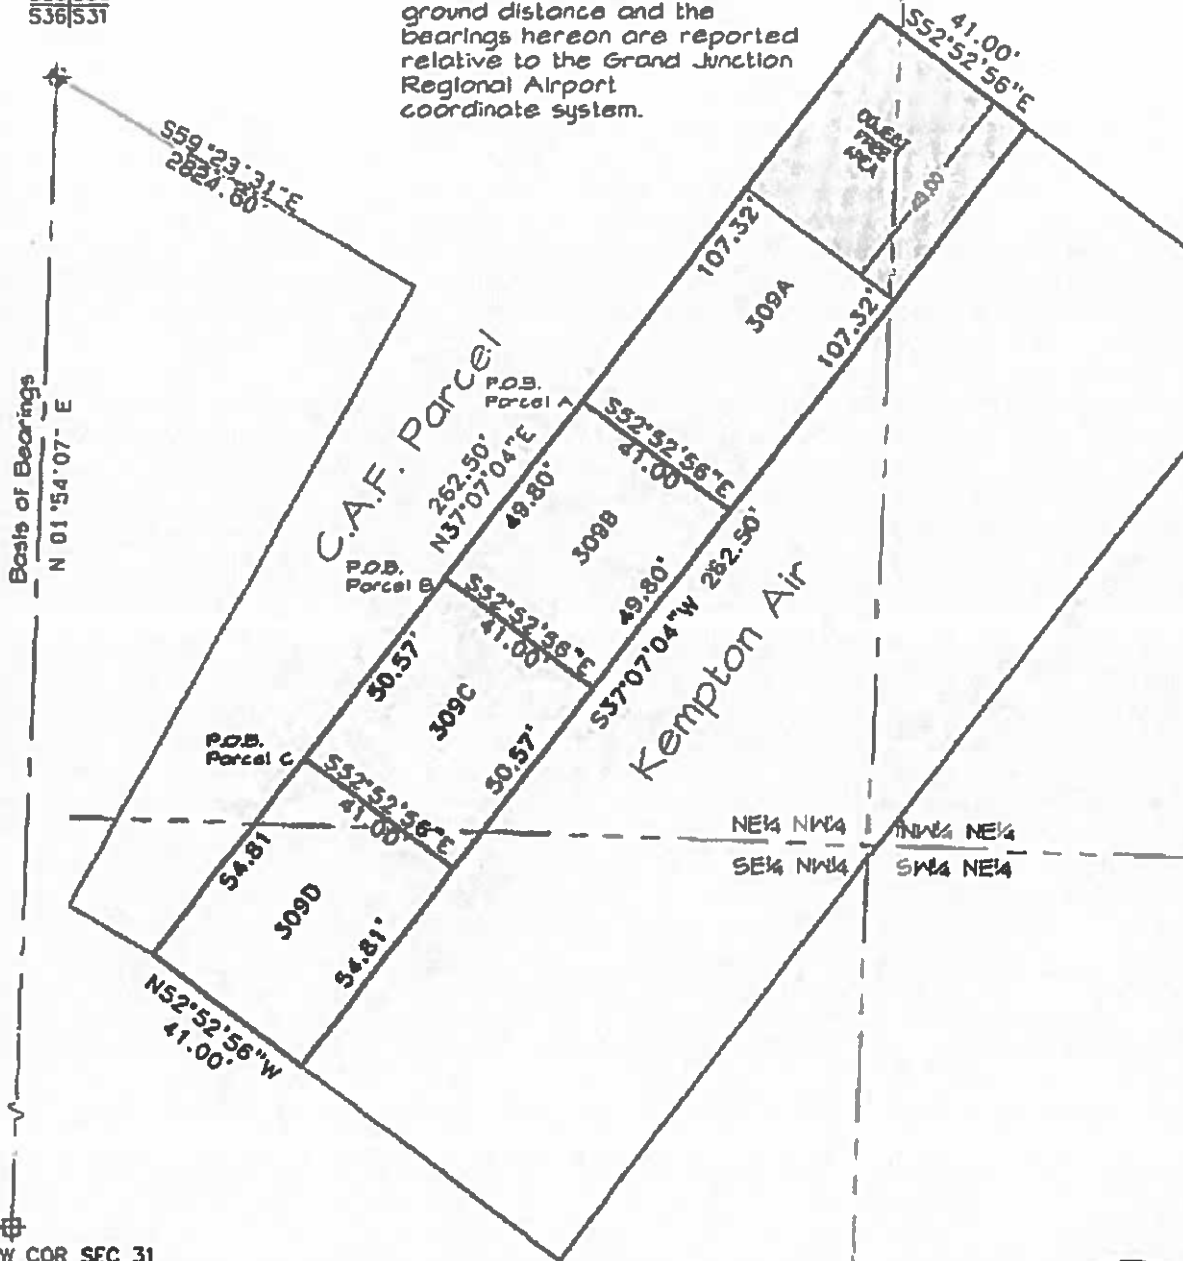 S36|S31
ground distance and the
bearings hereon are reported
relative to the Grand Junction
Regional Airport
coordinate system.
41.00'
S52°52'56"E
S59°23'31"E
2824.60'
107.32'
309A
107.32'
Basis of Bearings
N 01°54'07" E
C.A.F. Parcel
P.O.B.
Parcel A
S52°52'56"E
41.00'
262.50'
N37°07'04"E
49.80'
309B
49.80'
S37°07'04"W 262.50'
Kempton Air
P.O.B.
Parcel B
S52°52'56"E
41.00'
50.57'
309C
50.57'
P.O.B.
Parcel C
S52°52'56"E
41.00'
54.81'
309D
54.81'
N52°52'56"W
41.00'
NE¼ NW¼
NW¼ NE¼
SE¼ NW¼
SW¼ NE¼
W COR SEC 31